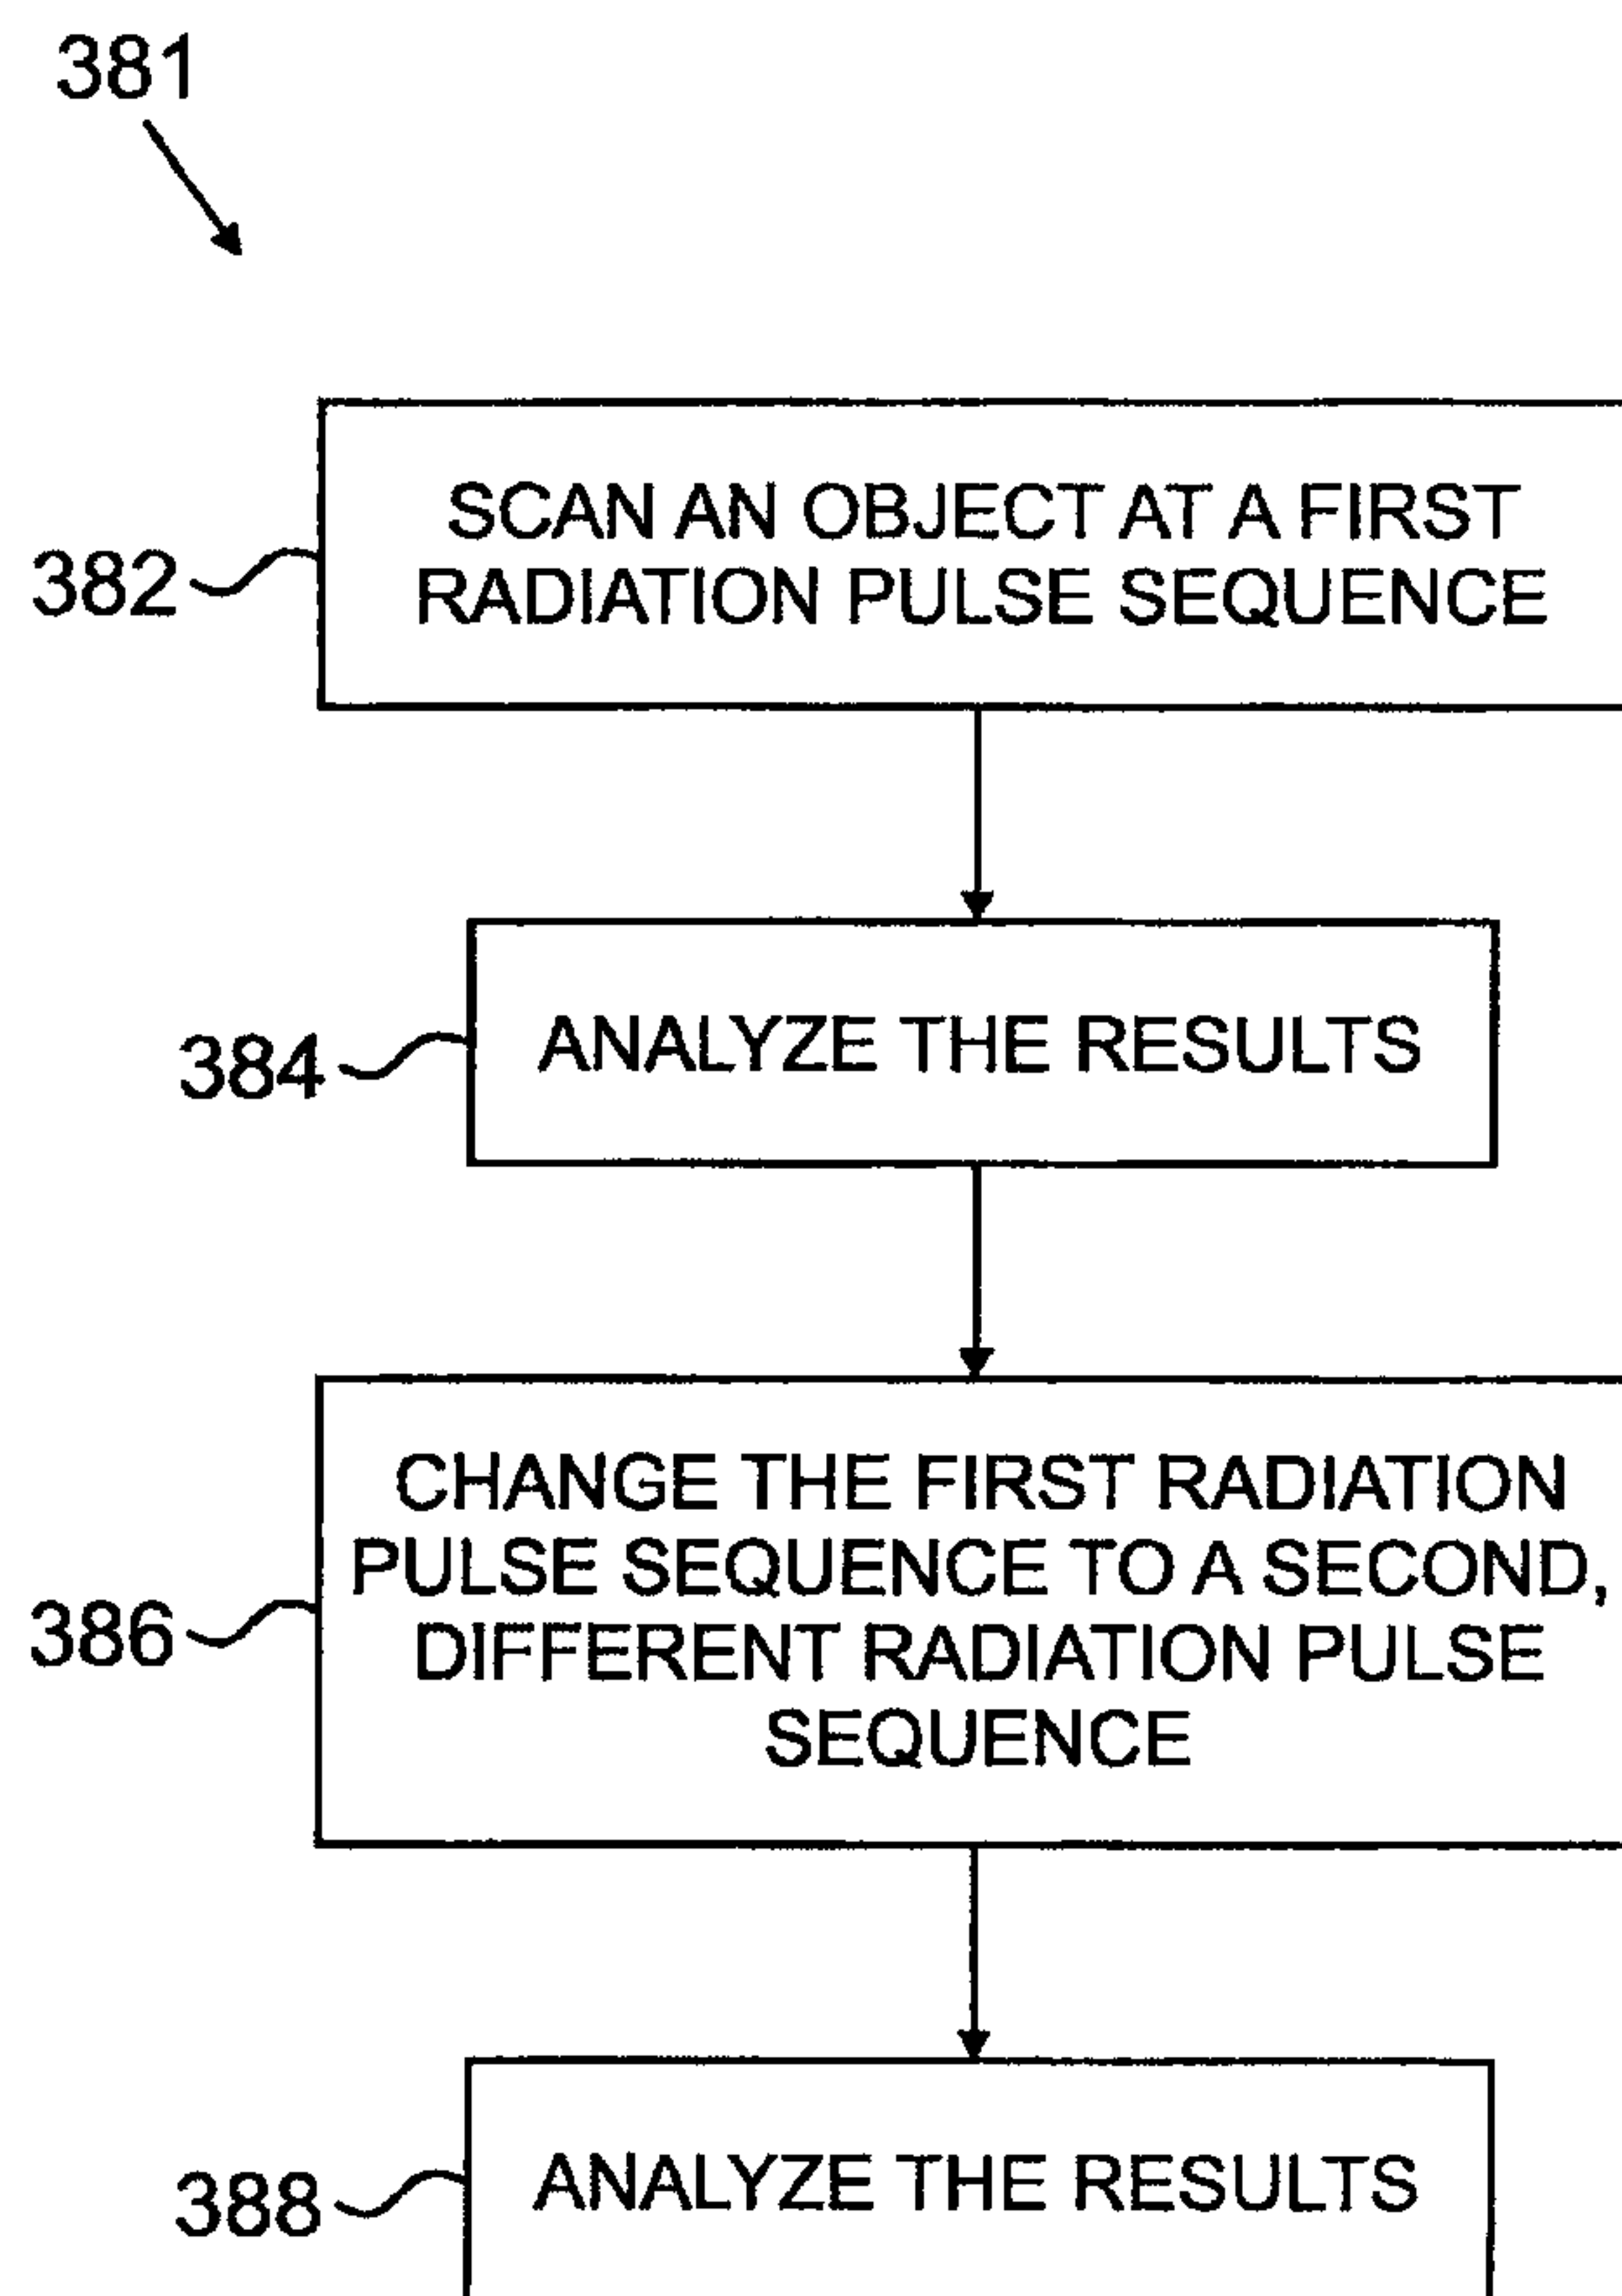 381
SCAN AN OBJECT AT A FIRST
RADIATION PULSE SEQUENCE
382
ANALYZE THE RESULTS
384
CHANGE THE FIRST RADIATION
PULSE SEQUENCE TO A SECOND,
DIFFERENT RADIATION PULSE
SEQUENCE
386
ANALYZE THE RESULTS
388